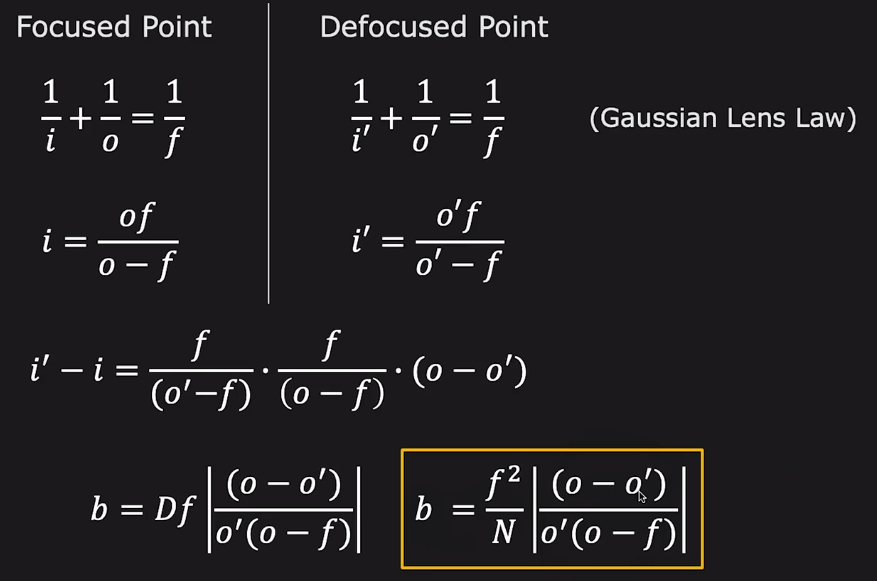 Focused Point
Defocused Point
1/i + 1/o = 1/f
1/i′ + 1/o′ = 1/f
(Gaussian Lens Law)
i = of/(o − f)
i′ = o′f/(o′ − f)
i′ − i = f/(o′−f) · f/(o − f) · (o − o′)
b = Df |(o − o′)/o′(o − f)|
b = f²/N |(o − o′)/o′(o − f)|